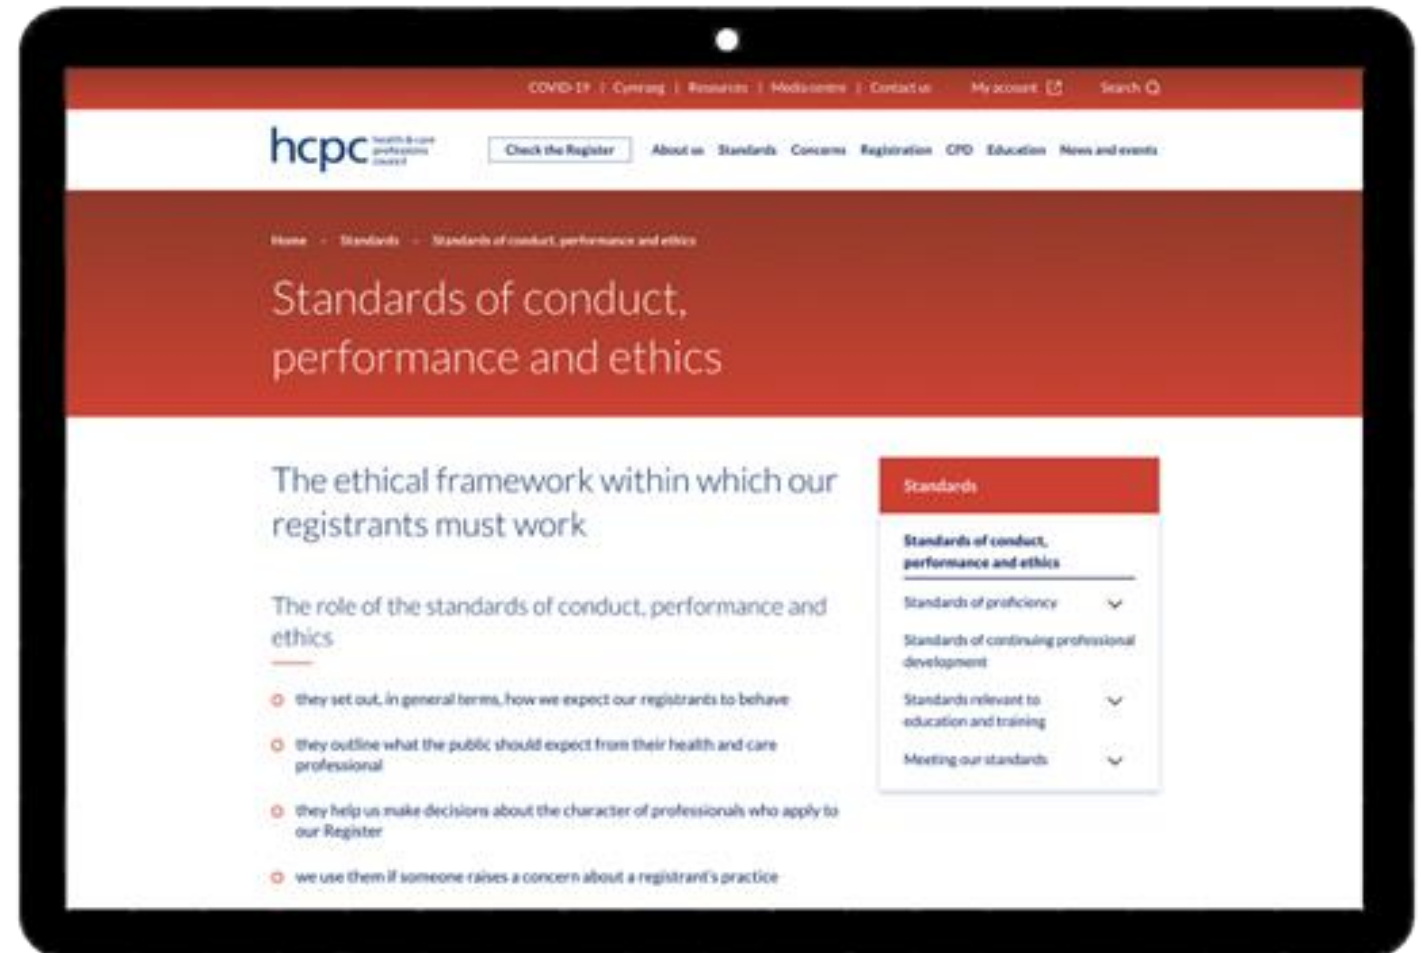 COVID-19 | Cymraeg | Resources | Media centre | Contact us My account Search
hcpc health & care
professions
council
Check the Register About us Standards Concerns Registration CPD Education News and events
Home Standards Standards of conduct, performance and ethics
Standards of conduct,
performance and ethics
The ethical framework within which our
registrants must work
The role of the standards of conduct, performance and
ethics
they set out, in general terms, how we expect our registrants to behave
they outline what the public should expect from their health and care
professional
they help us make decisions about the character of professionals who apply to
our Register
we use them if someone raises a concern about a registrant's practice
Standards
Standards of conduct,
performance and ethics
Standards of proficiency
Standards of continuing professional
development
Standards relevant to
education and training
Meeting our standards